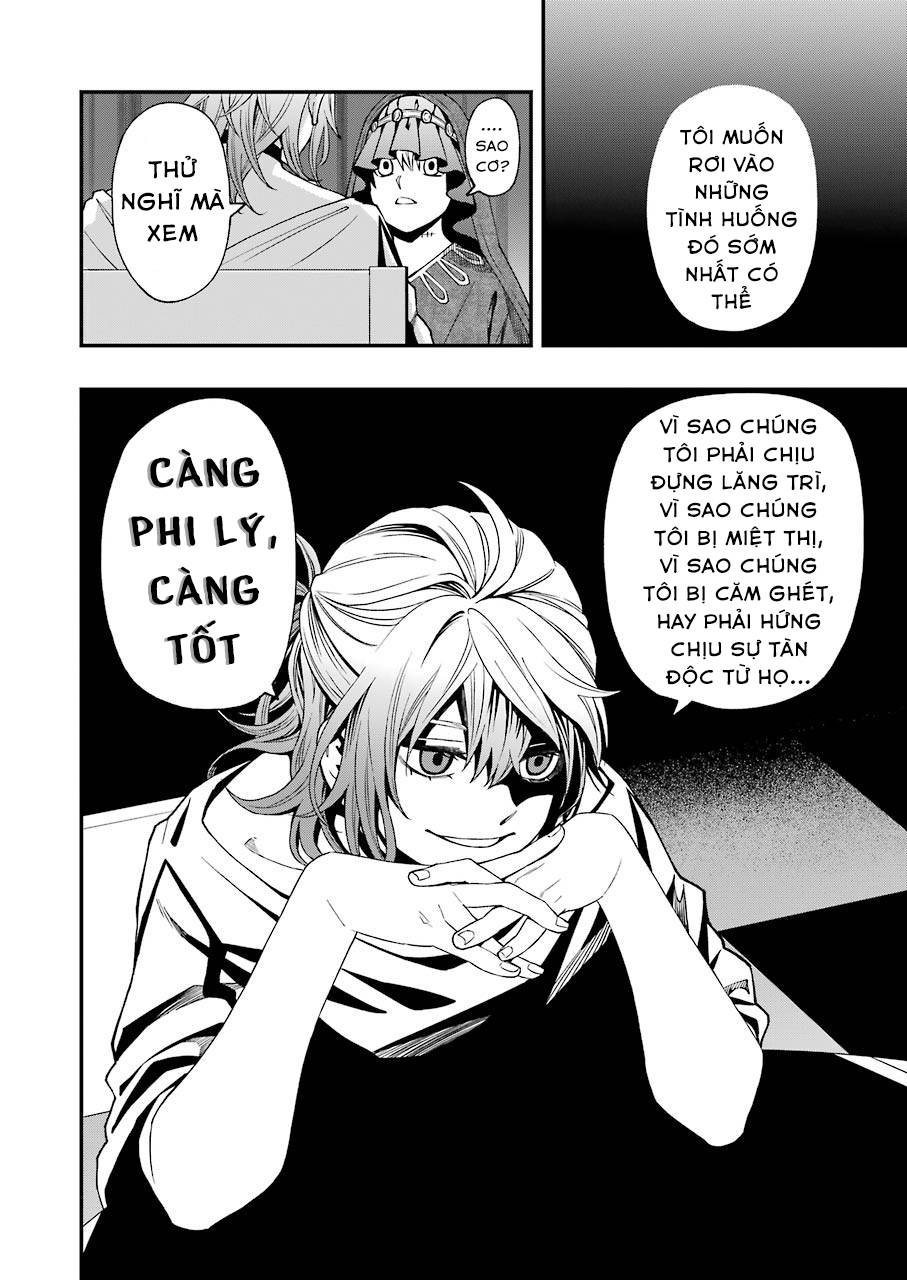 TÔI MUỐN
RƠI VÀO
NHỮNG
TÌNH HUỐNG
ĐÓ SỚM
NHẤT CÓ
THỂ
....
SAO
CƠ?
THỬ
NGHĨ MÀ
XEM
VÌ SAO CHÚNG
TÔI PHẢI CHỊU
ĐỰNG LĂNG TRÌ,
VÌ SAO CHÚNG
TÔI BỊ MIỆT THỊ,
VÌ SAO CHÚNG
TÔI BỊ CĂM GHÉT,
HAY PHẢI HỨNG
CHỊU SỰ TÀN
ĐỘC TỪ HỌ...
CÀNG
PHI LÝ,
CÀNG
TỐT